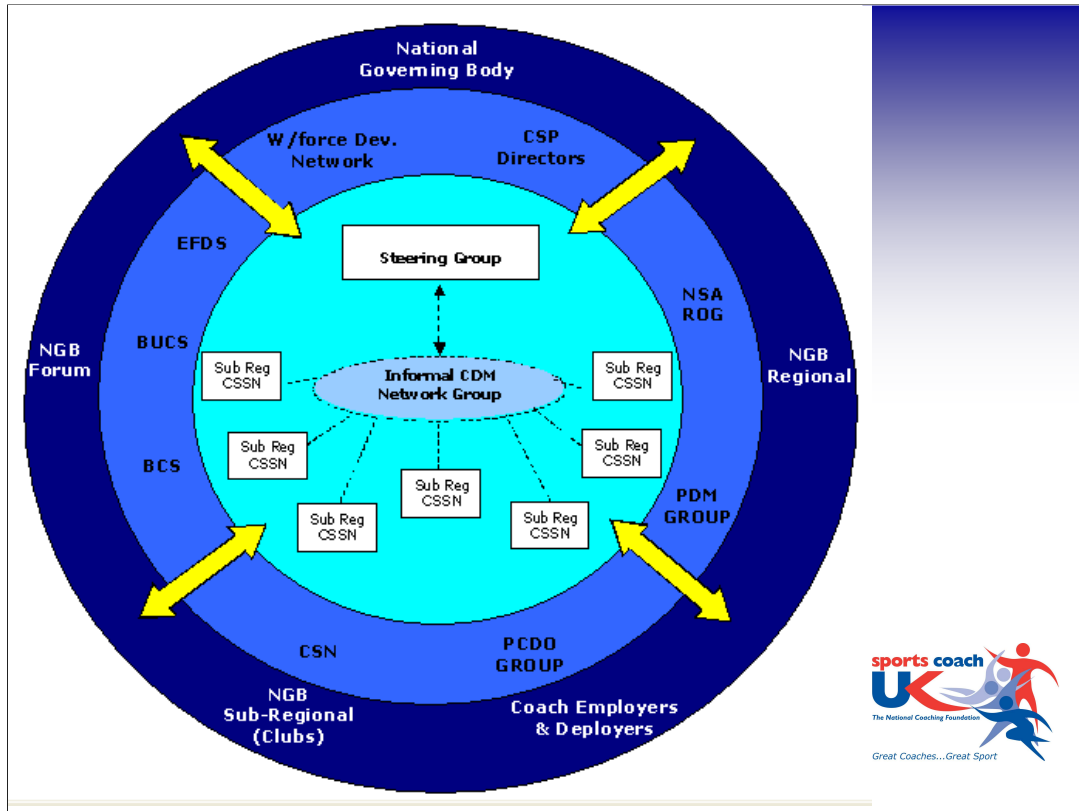 National
Governing Body
W/force Dev.
Network
CSP
Directors
EFDS
Steering Group
NSA
ROG
BUCS
NGB
Forum
NGB
Regional
Sub Reg
CSSN
Informal CDM
Network Group
Sub Reg
CSSN
Sub Reg
CSSN
Sub Reg
CSSN
BCS
Sub Reg
CSSN
Sub Reg
CSSN
Sub Reg
CSSN
PDM
GROUP
CSN
PCDO
GROUP
NGB
Sub-Regional
(Clubs)
Coach Employers
& Deployers
sports coach
UK
The National Coaching Foundation
Great Coaches...Great Sport